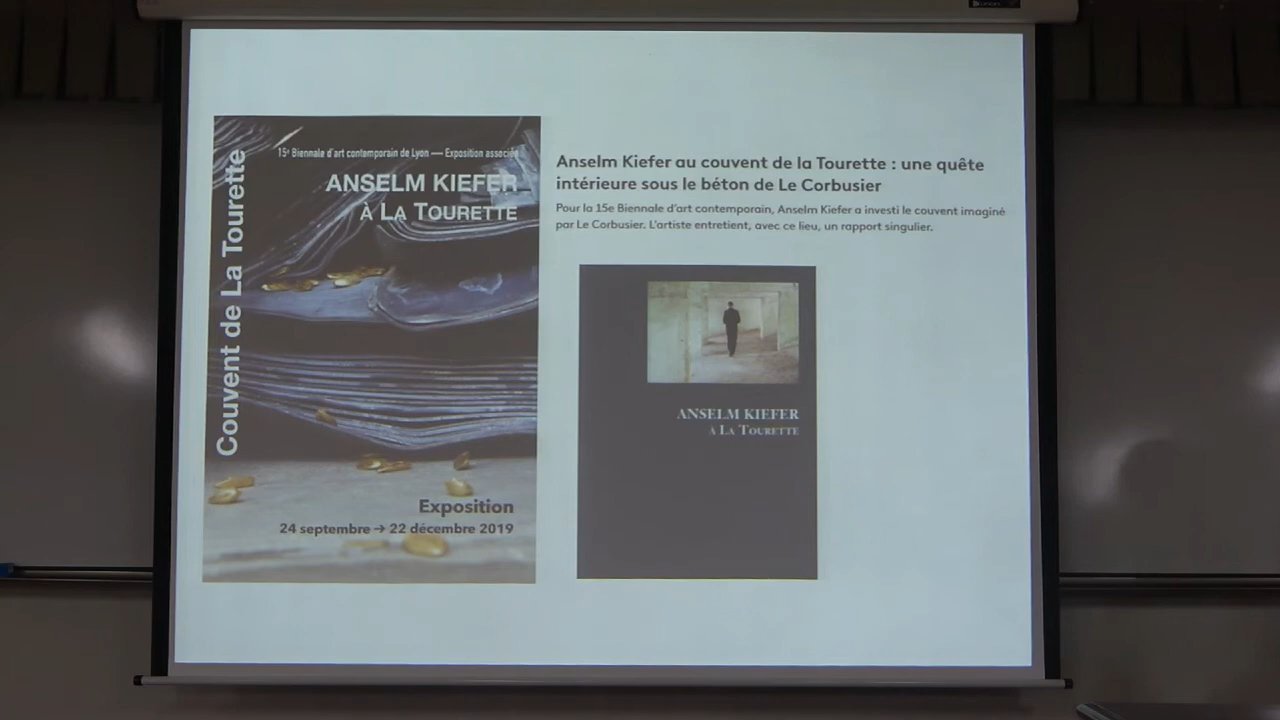 15e Biennale d'art contemporain de Lyon — Exposition associée
ANSELM KIEFER
À LA TOURETTE
Couvent de La Tourette
Exposition
24 septembre → 22 décembre 2019
Anselm Kiefer au couvent de la Tourette : une quête
intérieure sous le béton de Le Corbusier
Pour la 15e Biennale d'art contemporain, Anselm Kiefer a investi le couvent imaginé
par Le Corbusier. L'artiste entretient, avec ce lieu, un rapport singulier.
ANSELM KIEFER
À LA TOURETTE